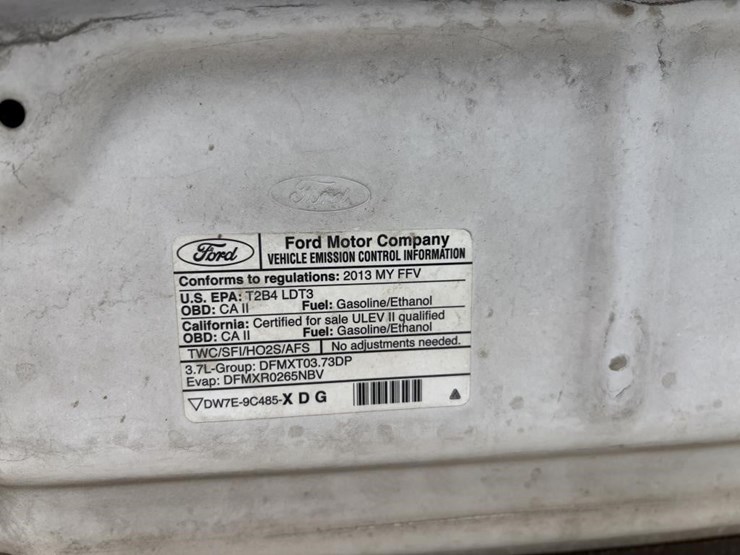 Ford
Ford
Ford Motor Company
VEHICLE EMISSION CONTROL INFORMATION
Conforms to regulations: 2013 MY FFV
U.S. EPA: T2B4 LDT3
OBD: CA II Fuel: Gasoline/Ethanol
California: Certified for sale ULEV II qualified
OBD: CA II Fuel: Gasoline/Ethanol
TWC/SFI/HO2S/AFS No adjustments needed.
3.7L-Group: DFMXT03.73DP
Evap: DFMXR0265NBV
DW7E-9C485-X D G